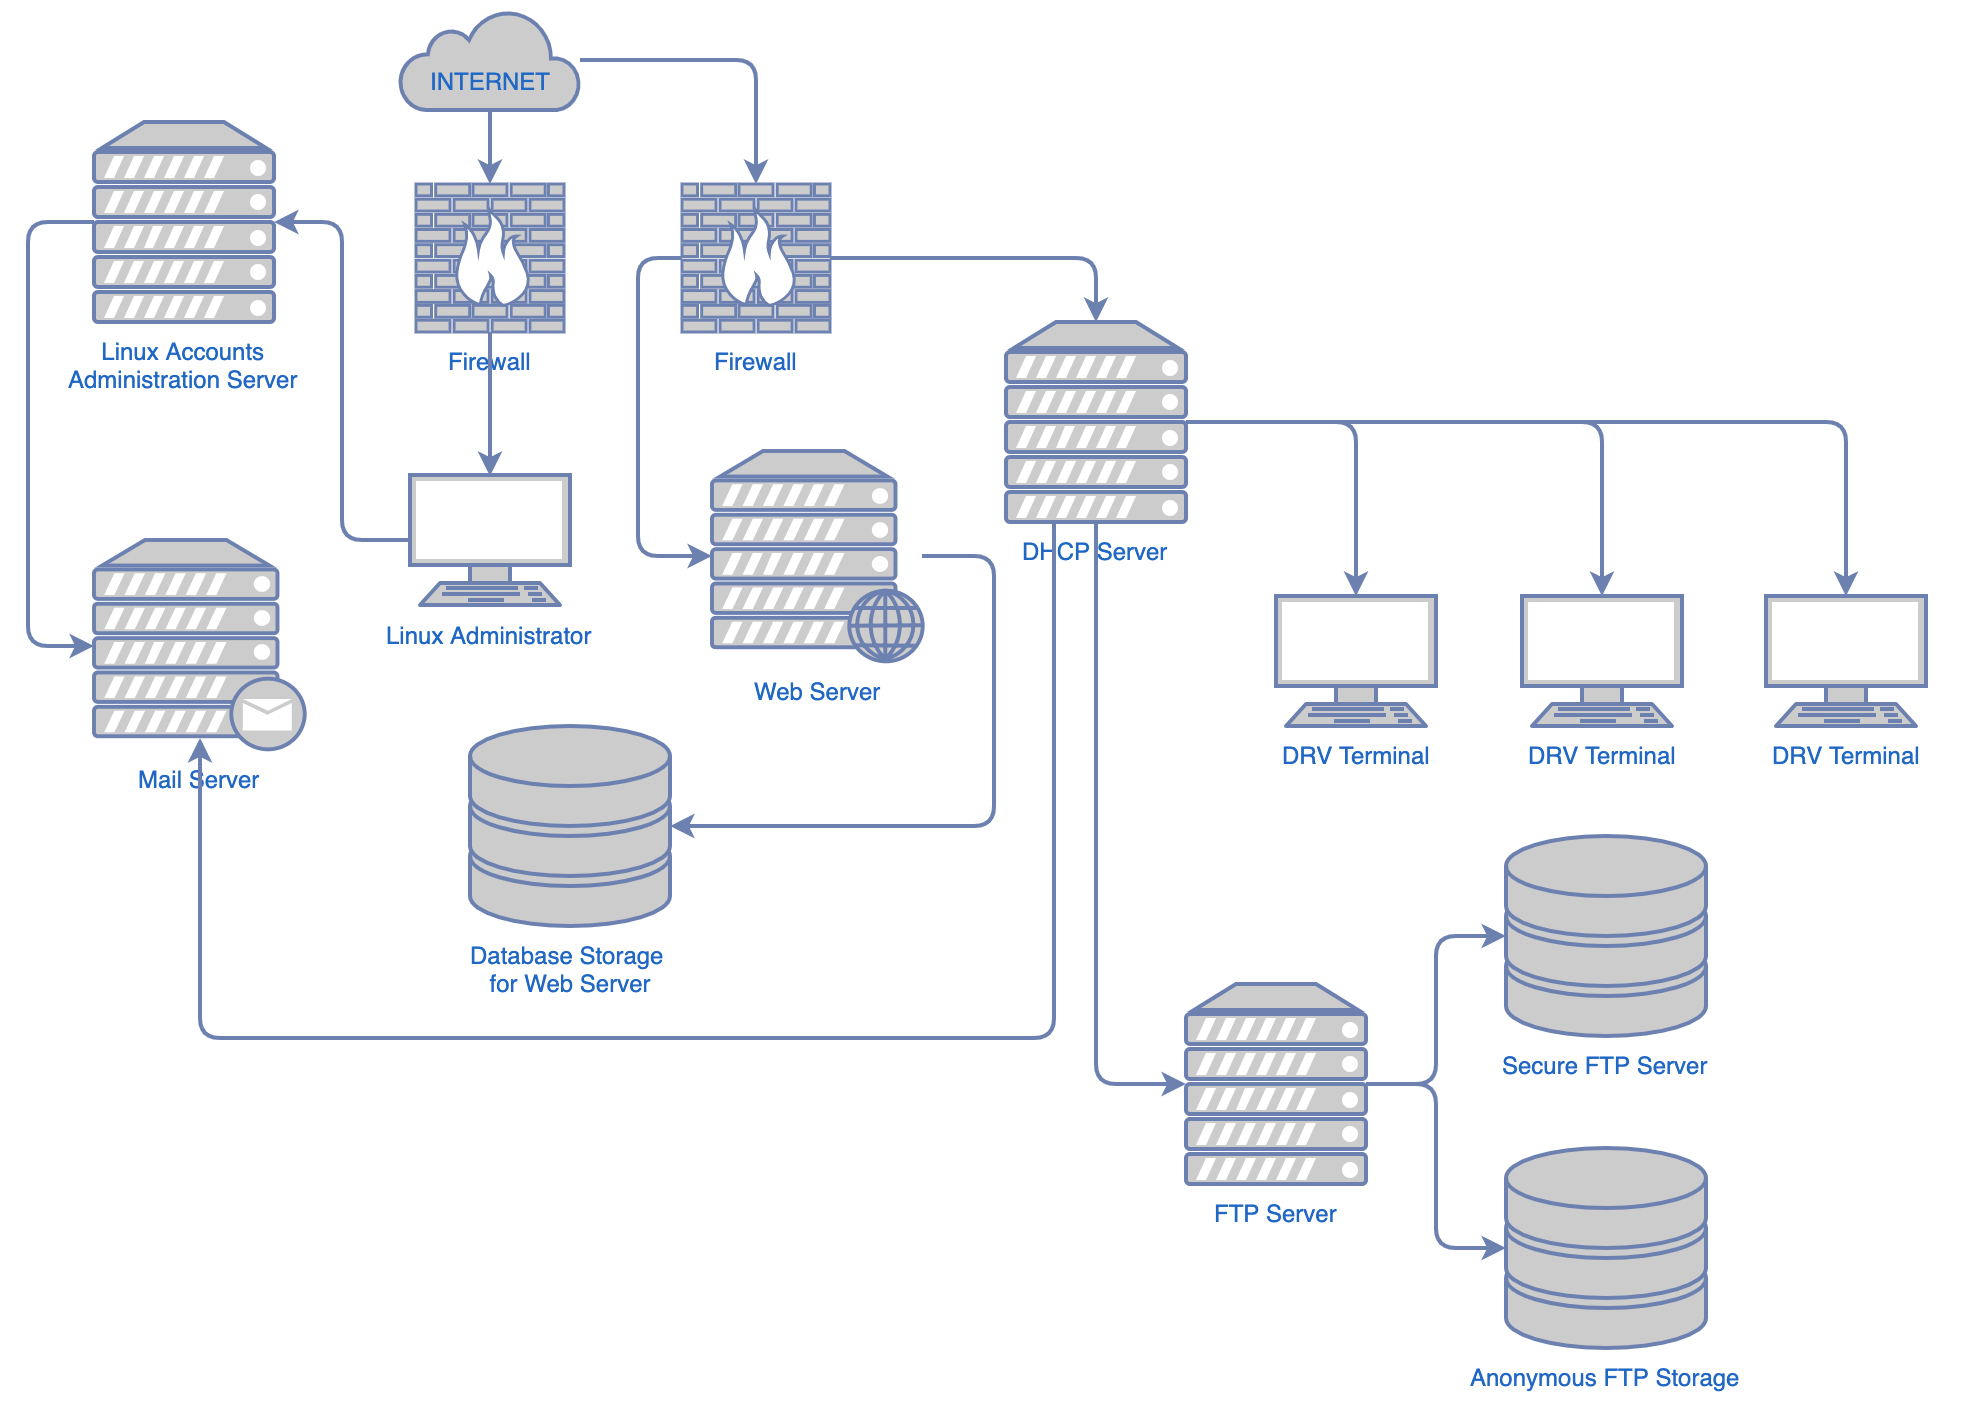 INTERNET
Linux Accounts
Administration Server
Firewall
Firewall
DHCP Server
Linux Administrator
Web Server
Mail Server
DRV Terminal
DRV Terminal
DRV Terminal
Database Storage
for Web Server
Secure FTP Server
FTP Server
Anonymous FTP Storage